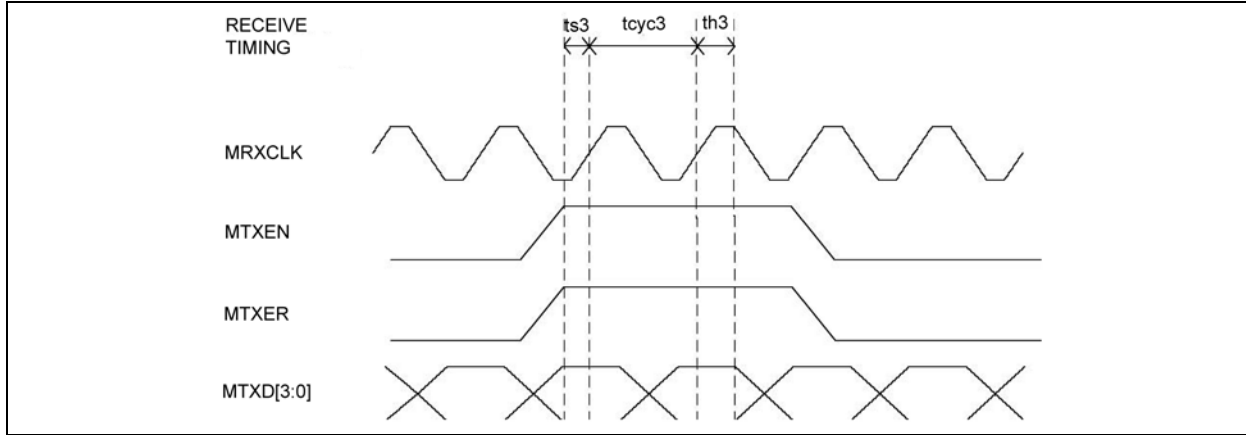 RECEIVE
TIMING
ts3
tcyc3
th3
MRXCLK
MTXEN
MTXER
MTXD[3:0]